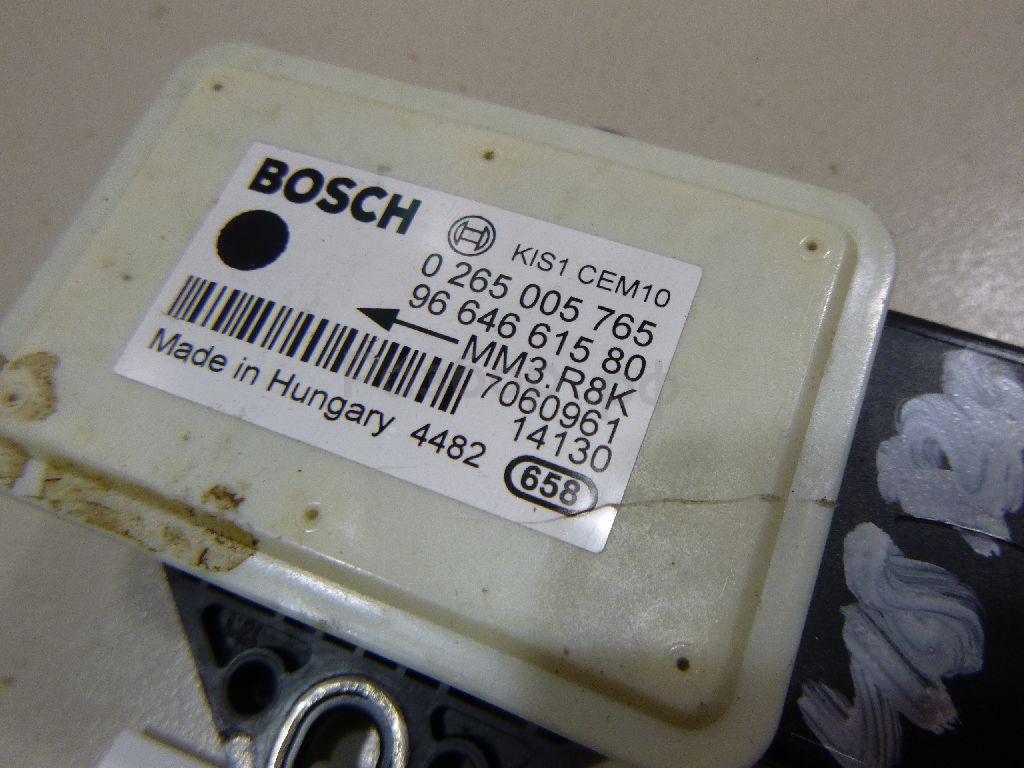 BOSCH
KIS1 CEM10
0 265 005 765
96 646 615 80
MM3.R8K
7060961
14130
Made in Hungary 4482
658